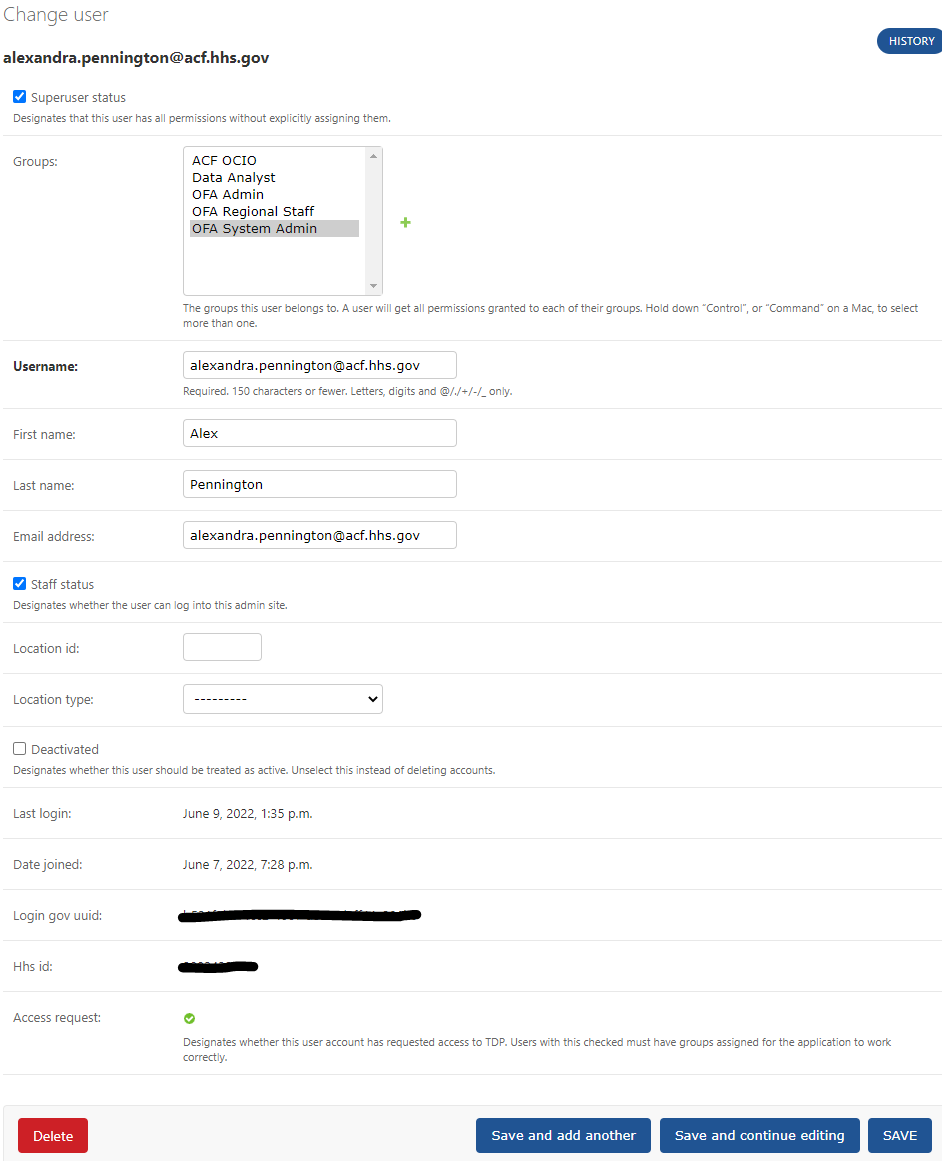 Change user
HISTORY
alexandra.pennington@acf.hhs.gov
Superuser status
Designates that this user has all permissions without explicitly assigning them.
Groups:
ACF OCIO
Data Analyst
OFA Admin
OFA Regional Staff
OFA System Admin
The groups this user belongs to. A user will get all permissions granted to each of their groups. Hold down “Control”, or “Command” on a Mac, to select
more than one.
Username:
alexandra.pennington@acf.hhs.gov
Required. 150 characters or fewer. Letters, digits and @/./+/-/_ only.
First name:
Alex
Last name:
Pennington
Email address:
alexandra.pennington@acf.hhs.gov
Staff status
Designates whether the user can log into this admin site.
Location id:
Location type:
---------
Deactivated
Designates whether this user should be treated as active. Unselect this instead of deleting accounts.
Last login:
June 9, 2022, 1:35 p.m.
Date joined:
June 7, 2022, 7:28 p.m.
Login gov uuid:
Hhs id:
Access request:
Designates whether this user account has requested access to TDP. Users with this checked must have groups assigned for the application to work
correctly.
Delete
Save and add another
Save and continue editing
SAVE